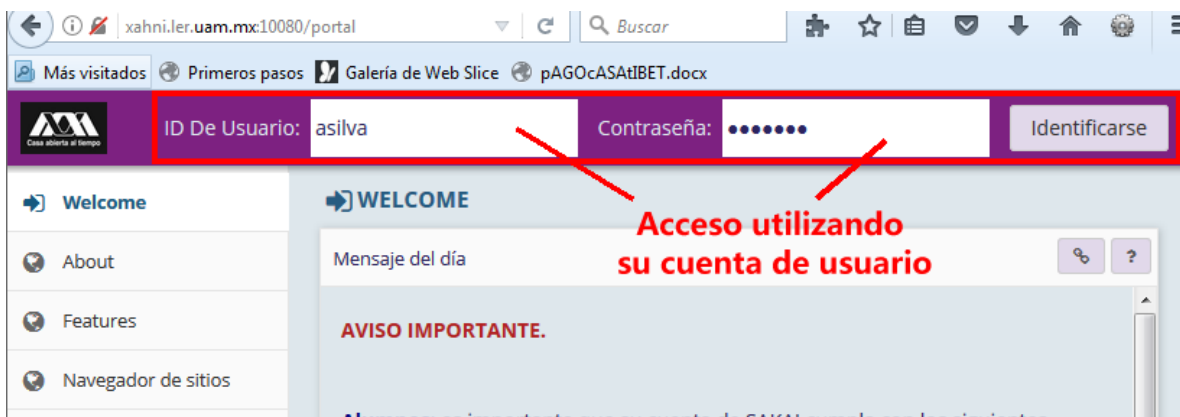 xahni.ler.uam.mx:10080/portal
Buscar
Más visitados Primeros pasos Galería de Web Slice pAGOcASAtIBET.docx
Casa abierta al tiempo
ID De Usuario: asilva Contraseña: ••••••• Identificarse
Welcome
About
Features
Navegador de sitios
WELCOME
Mensaje del día
?
Acceso utilizando
su cuenta de usuario
AVISO IMPORTANTE.